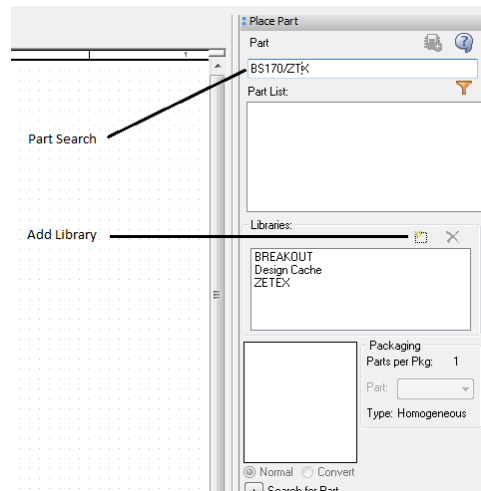 Place Part
1
Part
BS170/ZTX
Part List:
Part Search
Libraries:
Add Library
BREAKOUT
Design Cache
ZETEX
Packaging
Parts per Pkg: 1
Part:
Type: Homogeneous
Normal Convert
+ Search for Part